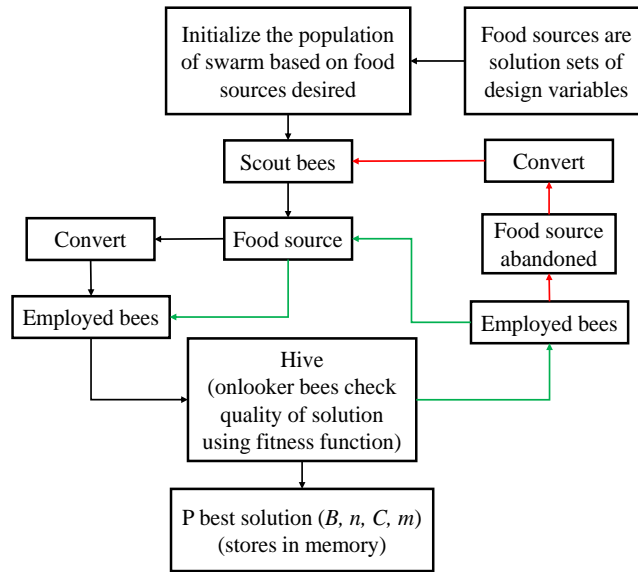 Initialize the population
of swarm based on food
sources desired
Food sources are
solution sets of
design variables
Scout bees
Convert
Convert
Food source
Food source
abandoned
Employed bees
Employed bees
Hive
(onlooker bees check
quality of solution
using fitness function)
P best solution (B, n, C, m)
(stores in memory)